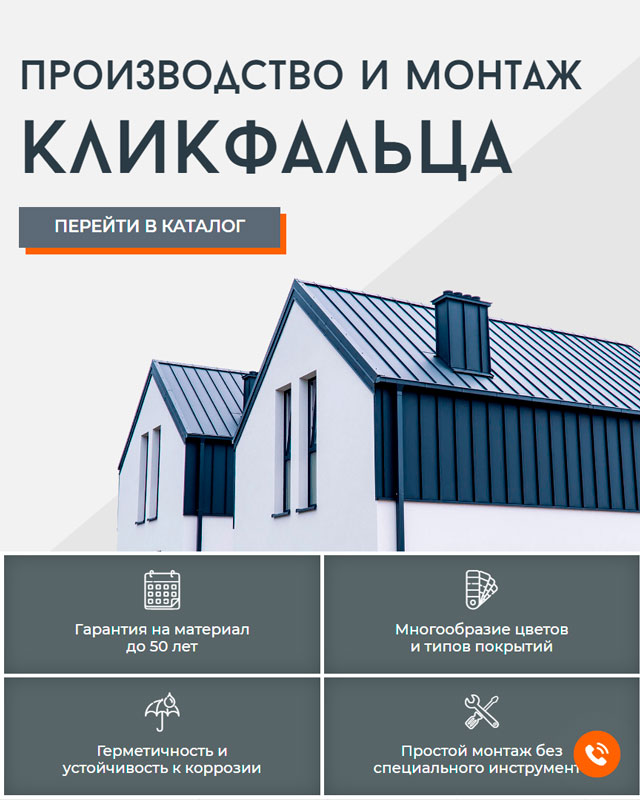 ПРОИЗВОДСТВО И МОНТАЖ
КЛИКФАЛЬЦА
ПЕРЕЙТИ В КАТАЛОГ
Гарантия на материал
до 50 лет
Многообразие цветов
и типов покрытий
Герметичность и
устойчивость к коррозии
Простой монтаж без
специального инструмент